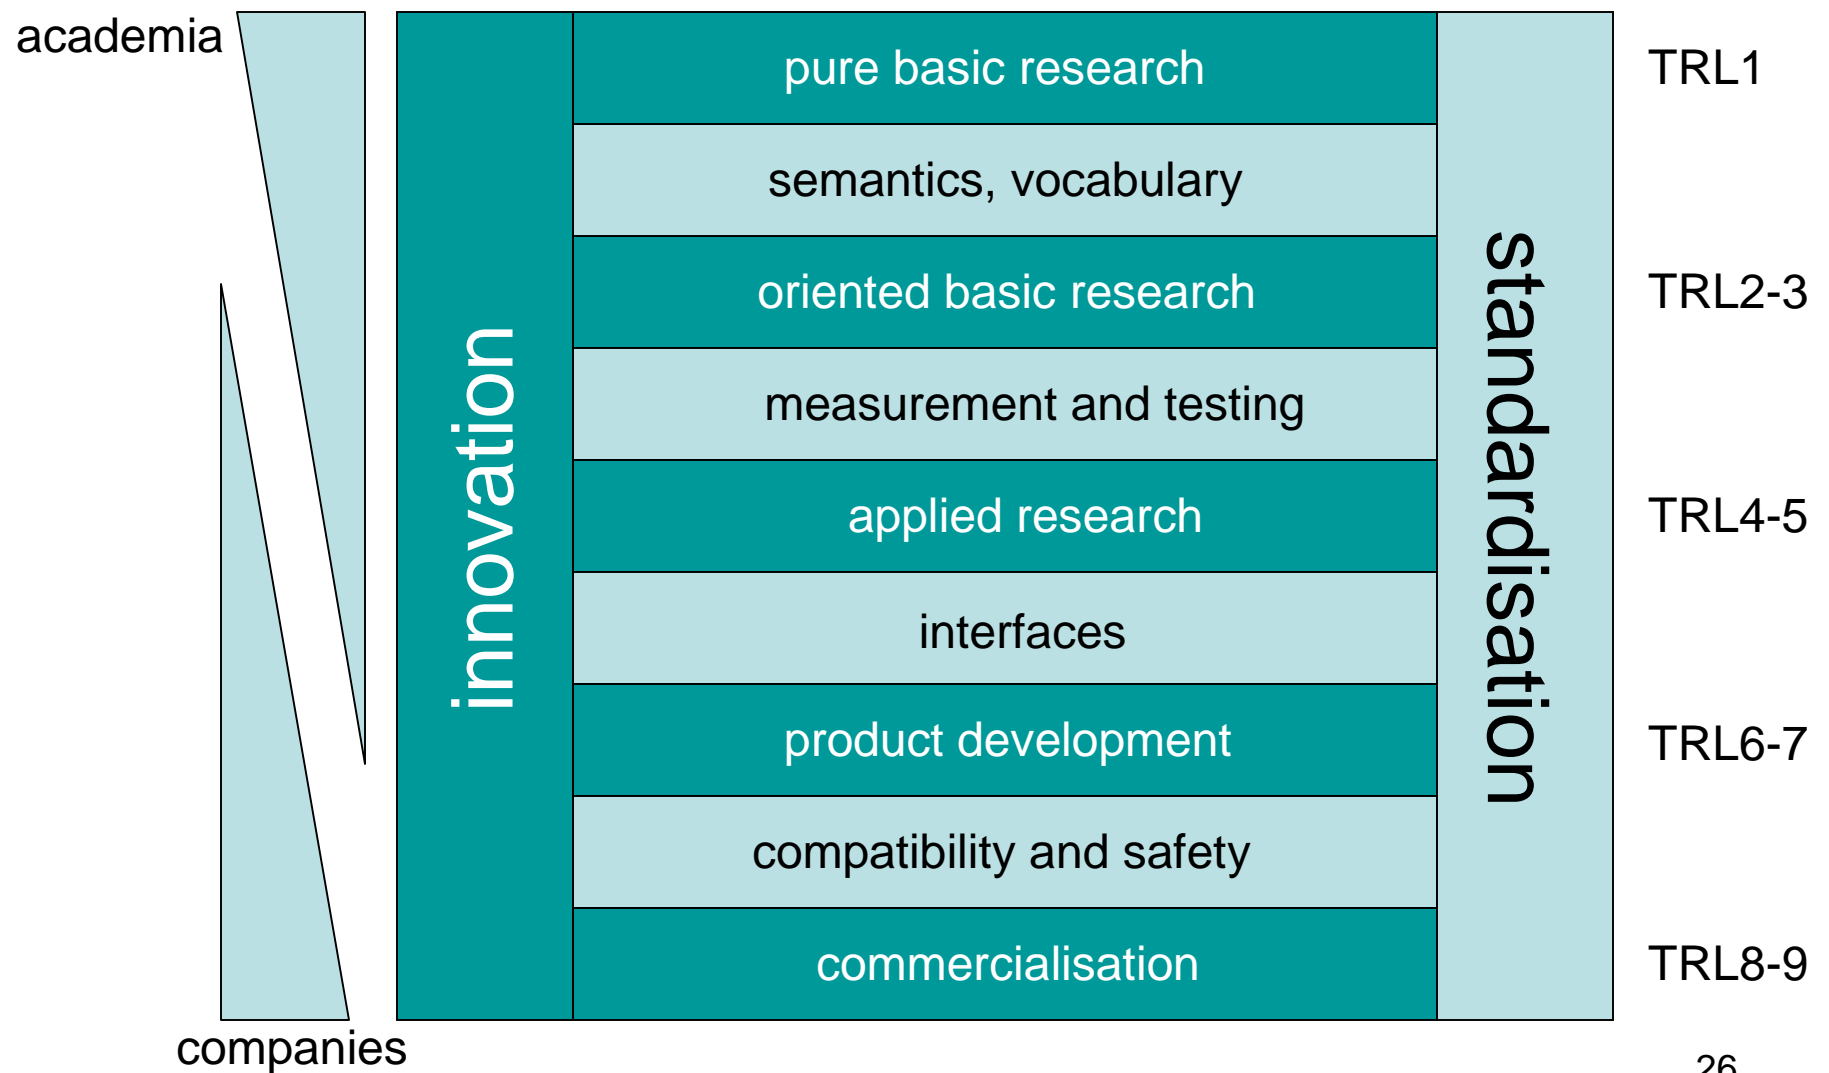 academia
pure basic research
TRL1
semantics, vocabulary
oriented basic research
TRL2-3
measurement and testing
applied research
TRL4-5
interfaces
product development
TRL6-7
compatibility and safety
commercialisation
TRL8-9
innovation
standardisation
companies
26